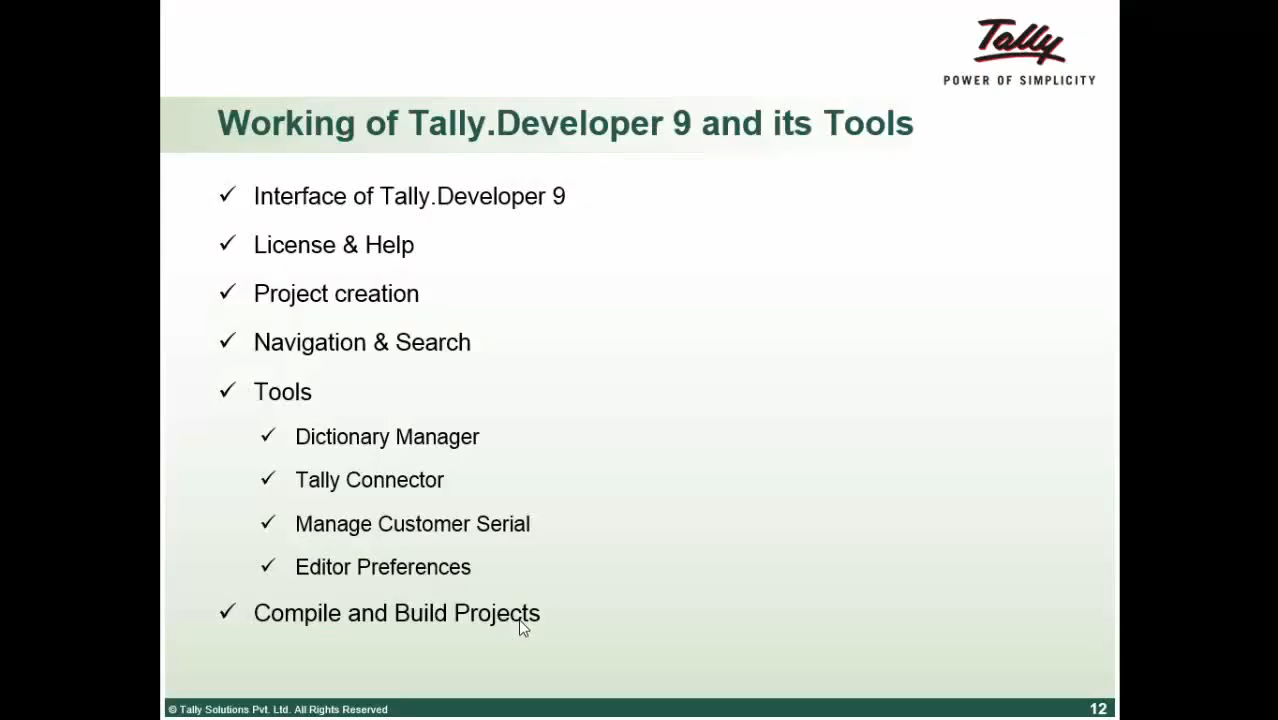 Tally
POWER OF SIMPLICITY
Working of Tally.Developer 9 and its Tools
✓ Interface of Tally.Developer 9
✓ License & Help
✓ Project creation
✓ Navigation & Search
✓ Tools
✓ Dictionary Manager
✓ Tally Connector
✓ Manage Customer Serial
✓ Editor Preferences
✓ Compile and Build Projects
© Tally Solutions Pvt. Ltd. All Rights Reserved
12